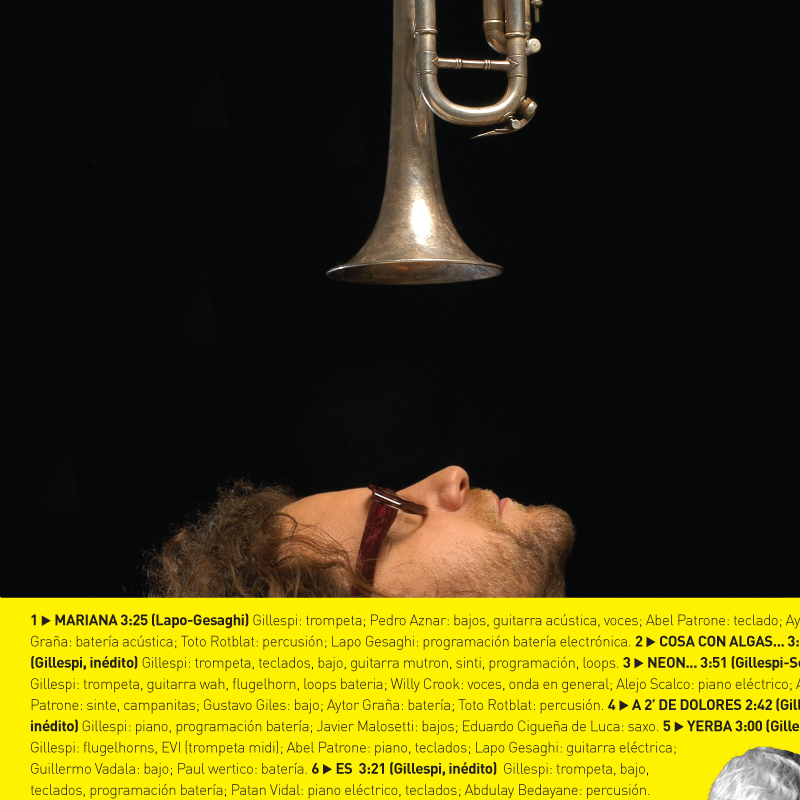 1 ▶ MARIANA 3:25 (Lapo-Gesaghi) Gillespi: trompeta; Pedro Aznar: bajos, guitarra acústica, voces; Abel Patrone: teclado;
Graña: batería acústica; Toto Rotblat: percusión; Lapo Gesaghi: programación batería electrónica. 2 ▶ COSA CON ALGAS...
(Gillespi, inédito) Gillespi: trompeta, teclados, bajo, guitarra mutron, sinti, programación, loops. 3 ▶ NEON... 3:51
Gillespi: trompeta, guitarra wah, flugelhorn, loops bateria; Willy Crook: voces, onda en general; Alejo Scalco: piano eléctrico;
Patrone: sinte, campanitas; Gustavo Giles: bajo; Aytor Graña: batería; Toto Rotblat: percusión. 4 ▶ A 2' DE DOLORES 2:42
inédito) Gillespi: piano, programación batería; Javier Malosetti: bajos; Eduardo Cigueña de Luca: saxo. 5 ▶ YERBA 3:00
Gillespi: flugelhorns, EVI (trompeta midi); Abel Patrone: piano, teclados; Lapo Gesaghi: guitarra eléctrica;
Guillermo Vadala: bajo; Paul wertico: batería. 6 ▶ ES 3:21 (Gillespi, inédito) Gillespi: trompeta, bajo,
teclados, programación batería; Patan Vidal: piano eléctrico, teclados; Abdulay Bedayane: percusión.